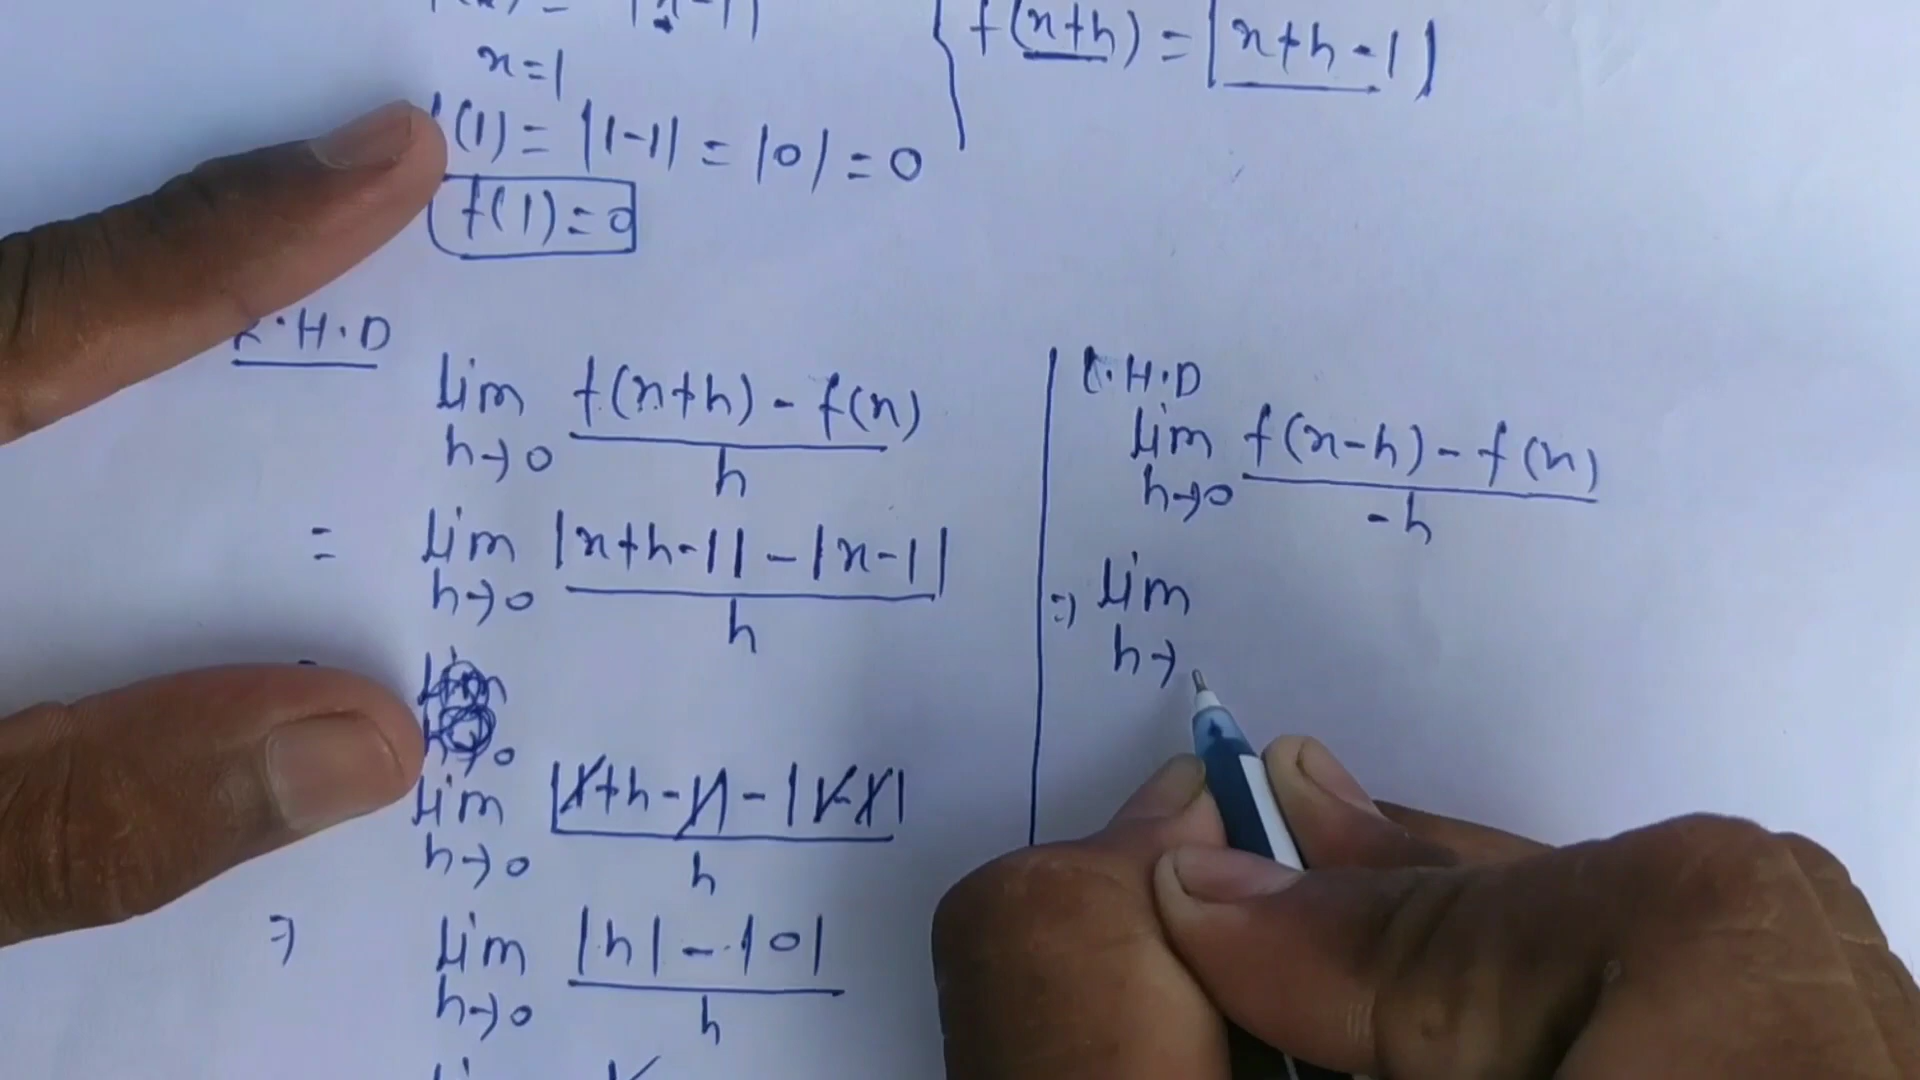 x=1
(1) = |1-1| = |0| = 0
f(1)=0
f(x+h) = |x+h-1|
R.H.D
lim f(x+h) - f(x)
h→0 h
= lim |x+h-1| - |x-1|
h→0 h
lim |1+h-1| - |1-1|
h→0 h
⇒ lim |h| - |0|
h→0 h
L.H.D
lim f(x-h) - f(x)
h→0 -h
⇒ lim
h→